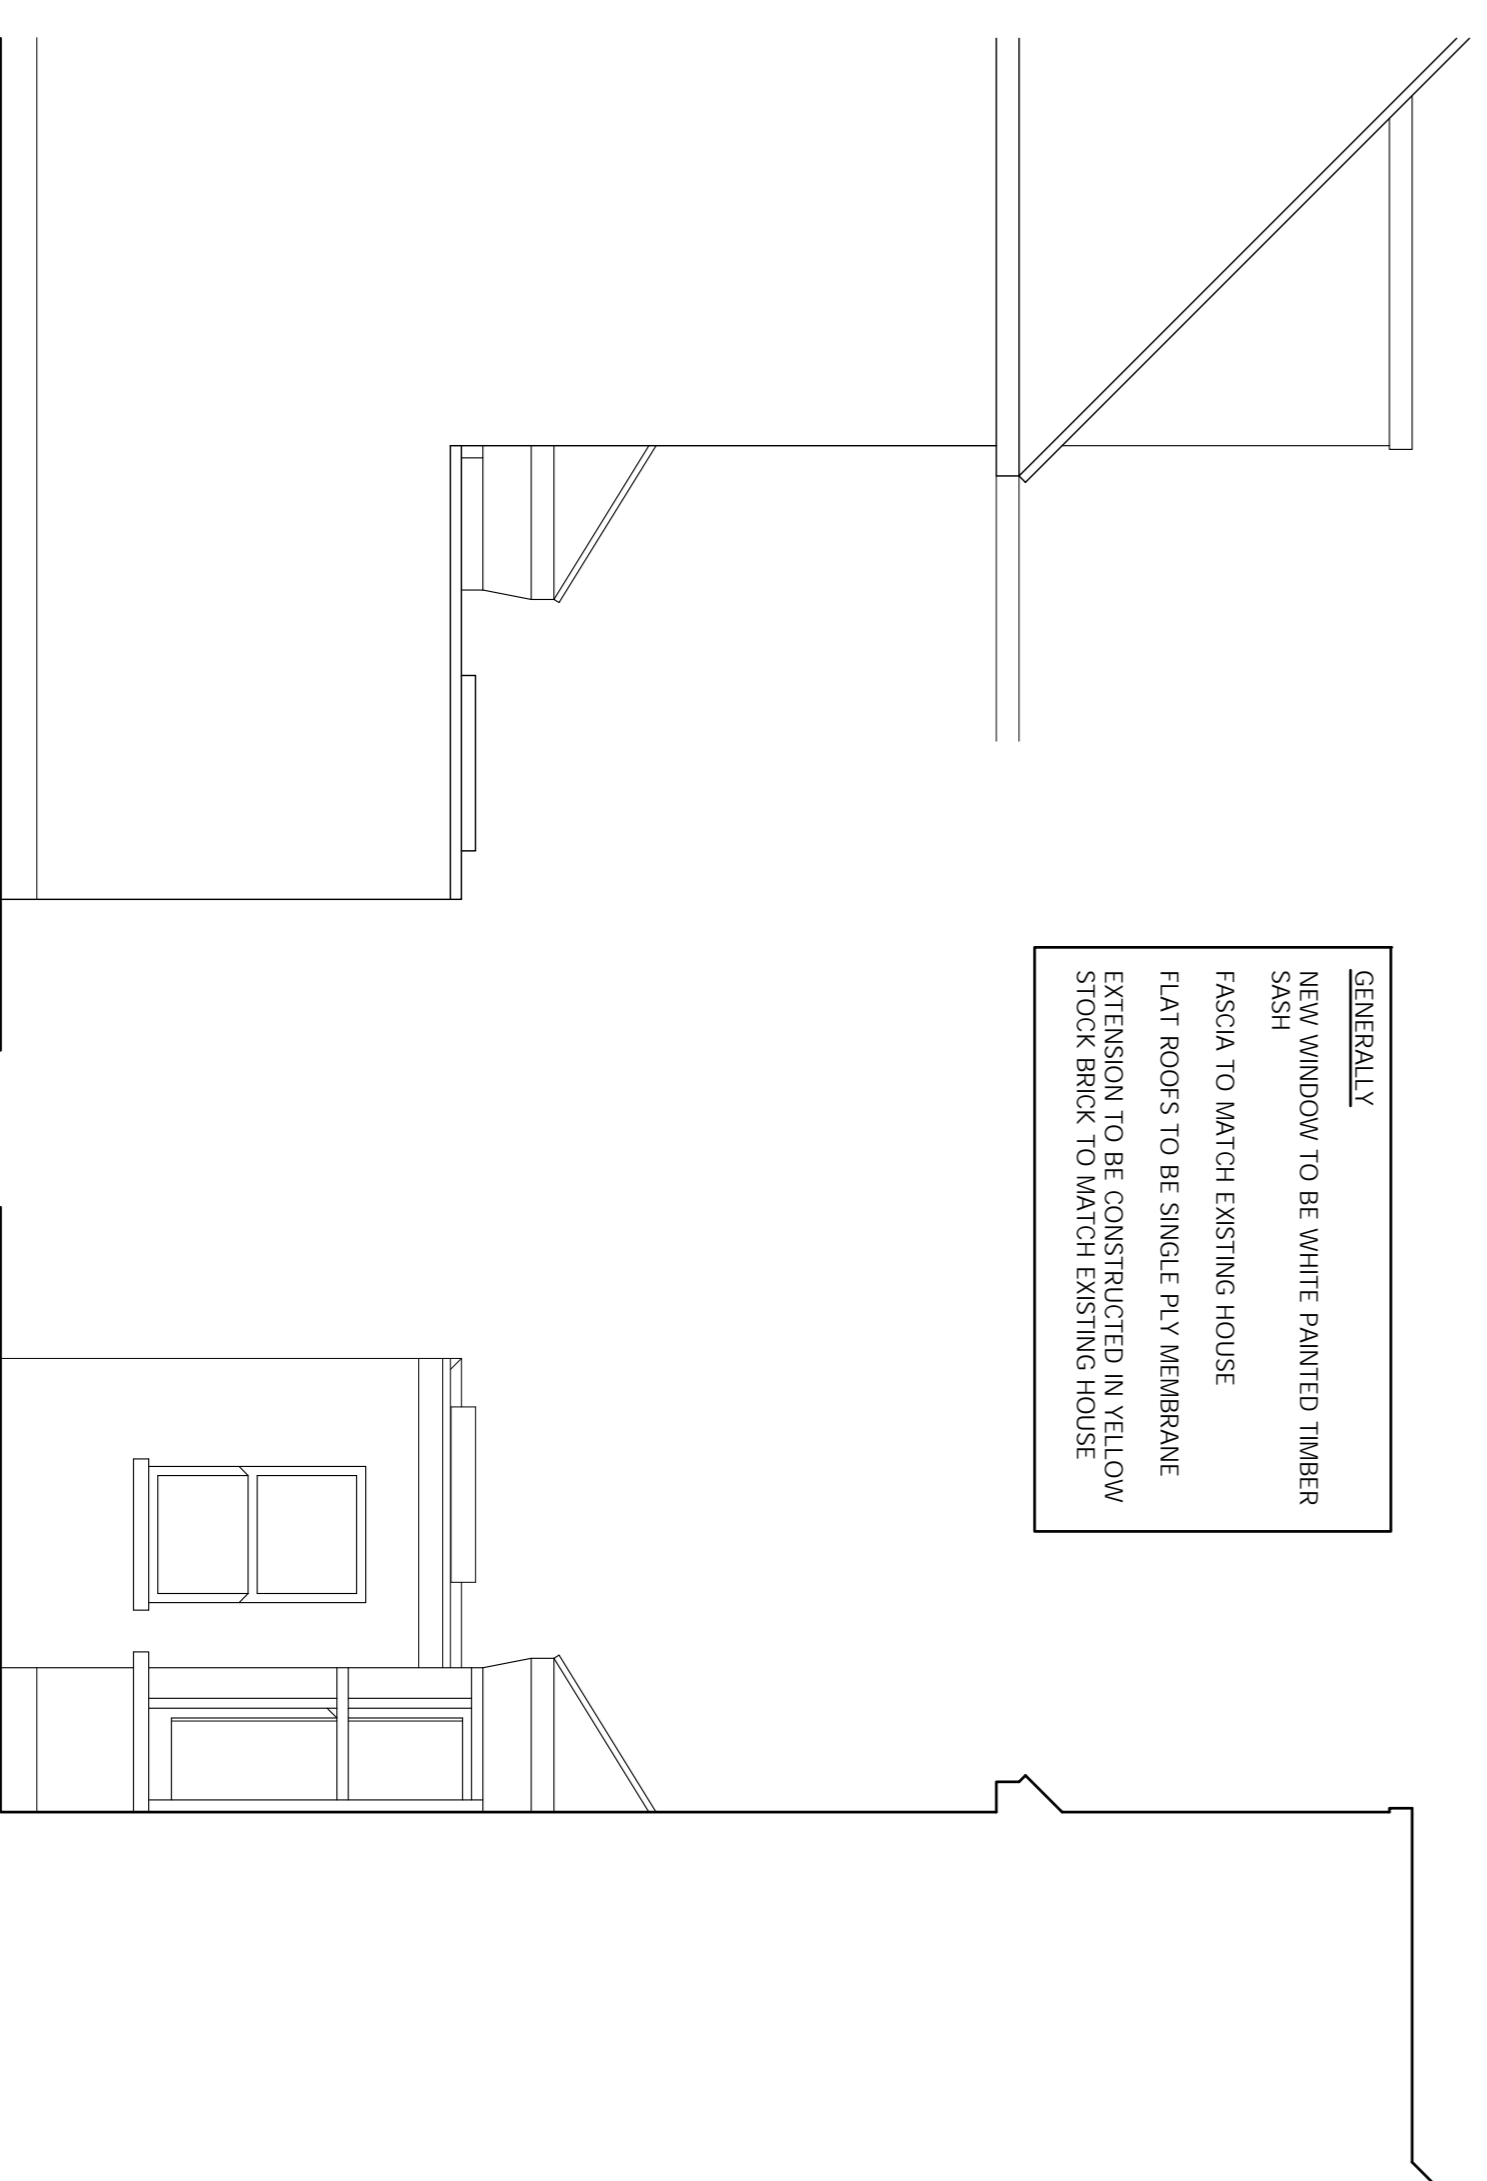 GENERALLY
NEW WINDOW TO BE WHITE PAINTED TIMBER
SASH
FASCIA TO MATCH EXISTING HOUSE
FLAT ROOFS TO BE SINGLE PLY MEMBRANE
EXTENSION TO BE CONSTRUCTED IN YELLOW
STOCK BRICK TO MATCH EXISTING HOUSE